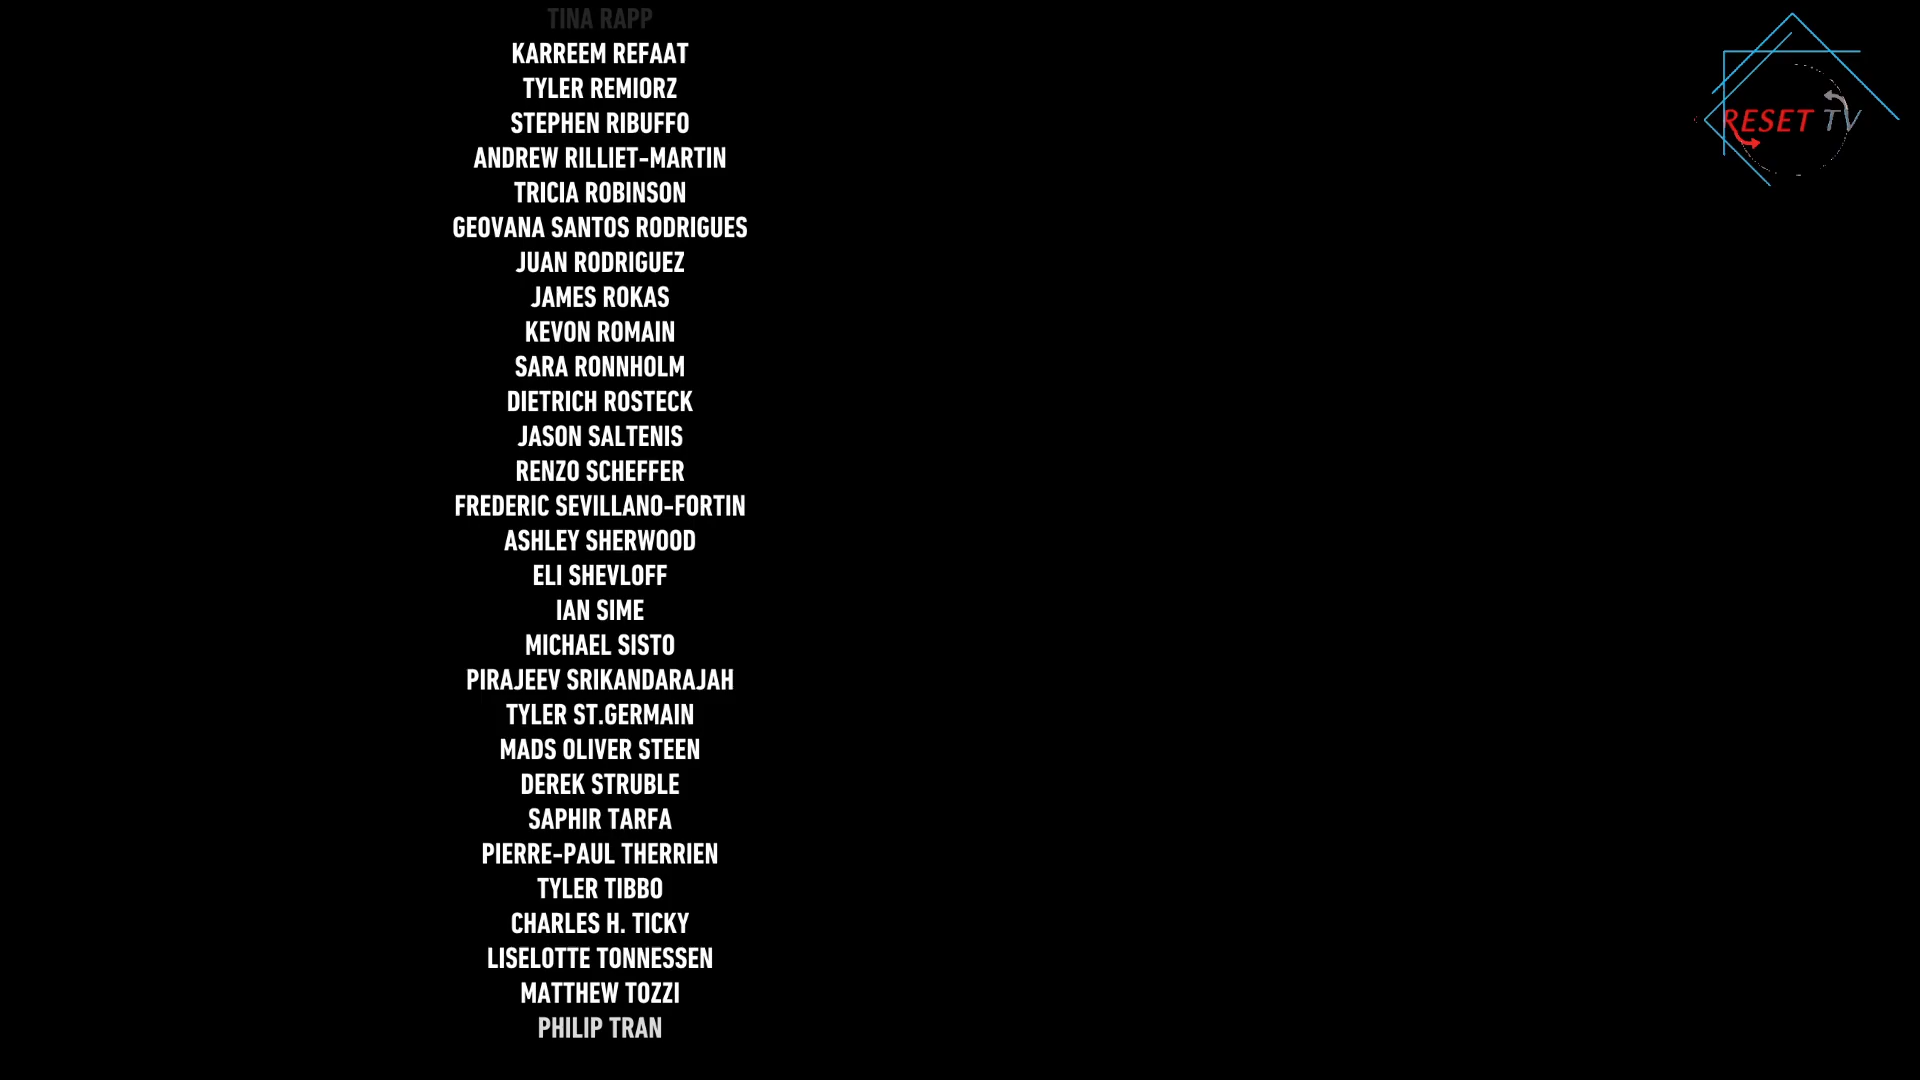 TINA RAPP
KARREEM REFAAT
TYLER REMIORZ
STEPHEN RIBUFFO
ANDREW RILLIET-MARTIN
TRICIA ROBINSON
GEOVANA SANTOS RODRIGUES
JUAN RODRIGUEZ
JAMES ROKAS
KEVON ROMAIN
SARA RONNHOLM
DIETRICH ROSTECK
JASON SALTENIS
RENZO SCHEFFER
FREDERIC SEVILLANO-FORTIN
ASHLEY SHERWOOD
ELI SHEVLOFF
IAN SIME
MICHAEL SISTO
PIRAJEEV SRIKANDARAJAH
TYLER ST.GERMAIN
MADS OLIVER STEEN
DEREK STRUBLE
SAPHIR TARFA
PIERRE-PAUL THERRIEN
TYLER TIBBO
CHARLES H. TICKY
LISELOTTE TONNESSEN
MATTHEW TOZZI
PHILIP TRAN
RESET TV